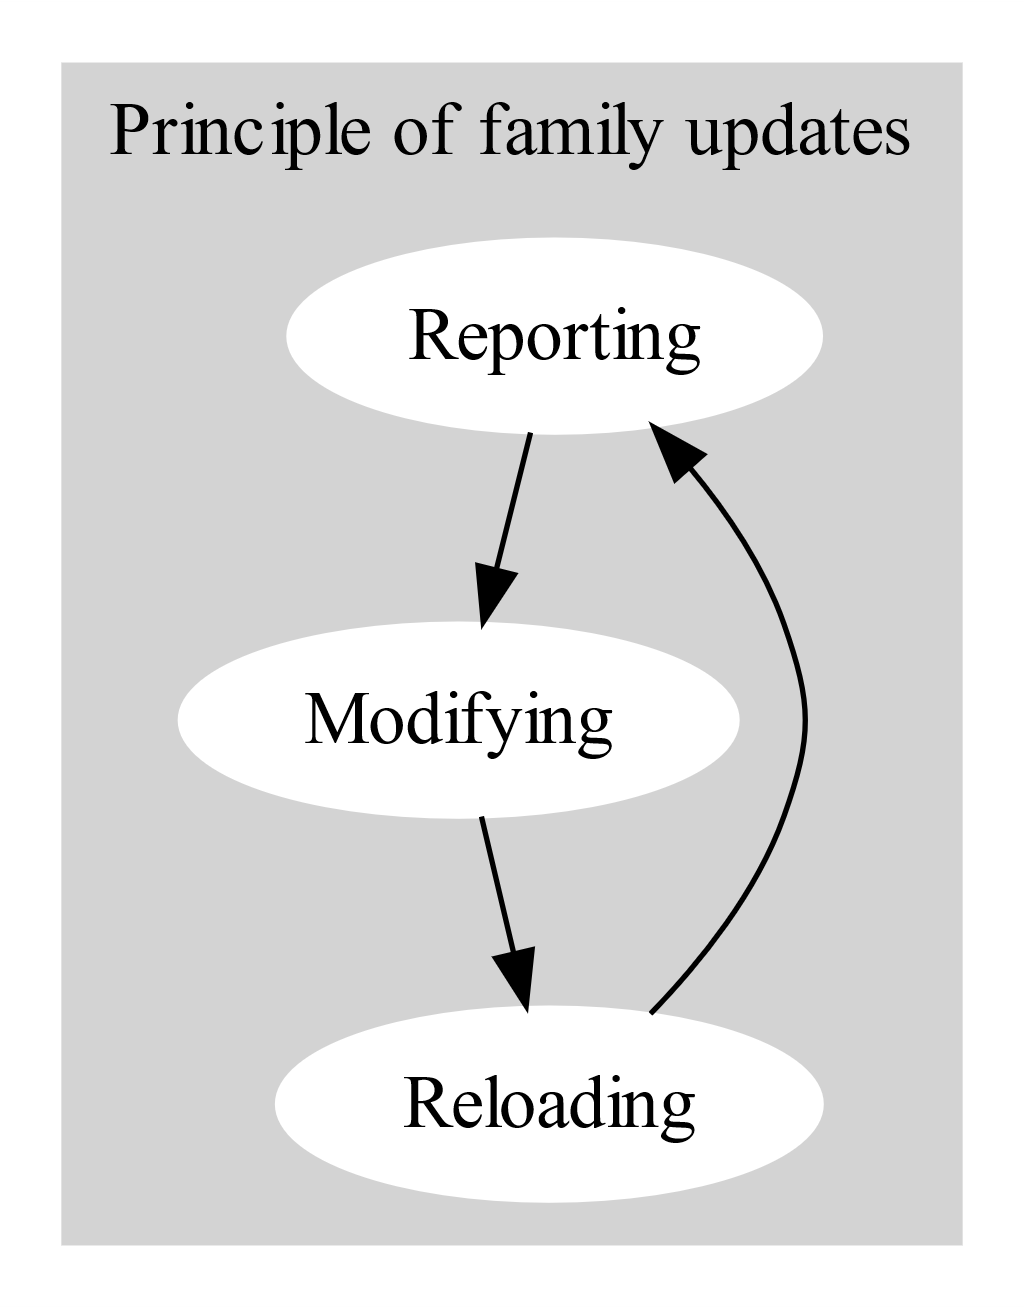 Principle of family updates
Reporting
Modifying
Reloading